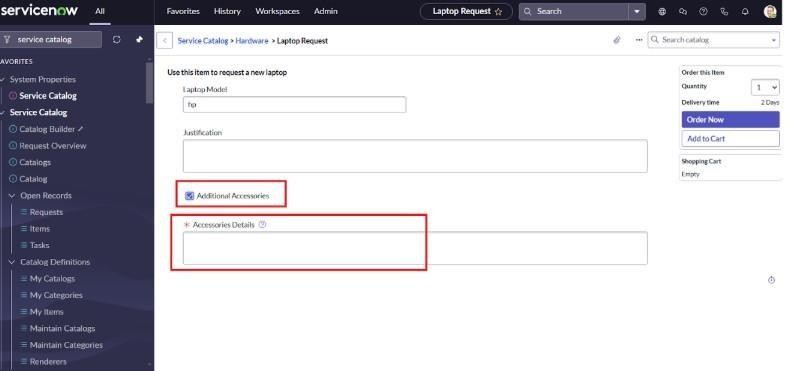 servicenow
All
Favorites History Workspaces Admin
Laptop Request
Search
service catalog
Service Catalog > Hardware > Laptop Request
Search catalog
AVORITES
System Properties
Service Catalog
Service Catalog
Catalog Builder
Request Overview
Catalogs
Catalog
Open Records
Requests
Items
Tasks
Catalog Definitions
My Catalogs
My Categories
My Items
Maintain Catalogs
Maintain Categories
Renderers
Use this item to request a new laptop
Laptop Model
hp
Justification
Additional Accessories
* Accessories Details
Order this Item
Quantity 1
Delivery time 2 Days
Order Now
Add to Cart
Shopping Cart
Empty